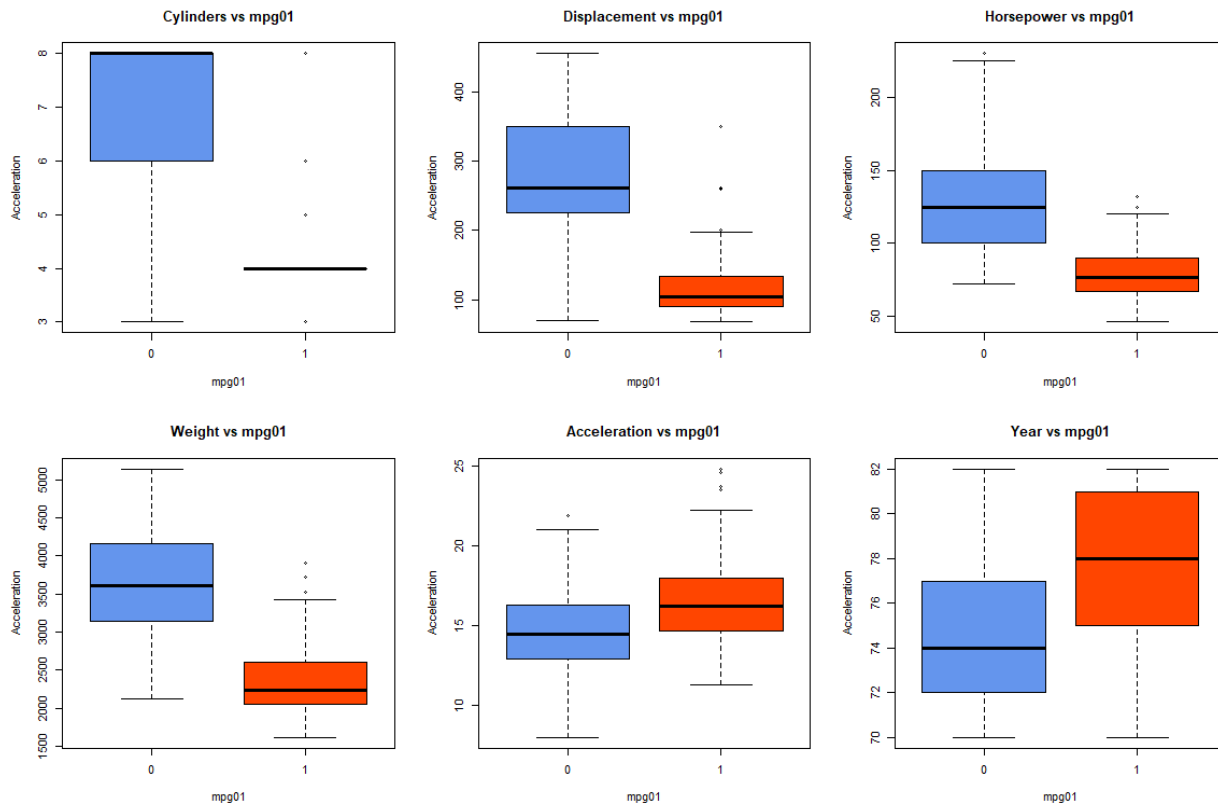 Cylinders vs mpg01
Acceleration
8
7
6
5
4
3
0 1
mpg01
Displacement vs mpg01
Acceleration
400
300
200
100
0 1
mpg01
Horsepower vs mpg01
Acceleration
200
150
100
50
0 1
mpg01
Weight vs mpg01
Acceleration
5000
4500
4000
3500
3000
2500
2000
1500
0 1
mpg01
Acceleration vs mpg01
Acceleration
25
20
15
10
0 1
mpg01
Year vs mpg01
Acceleration
82
80
78
76
74
72
70
0 1
mpg01